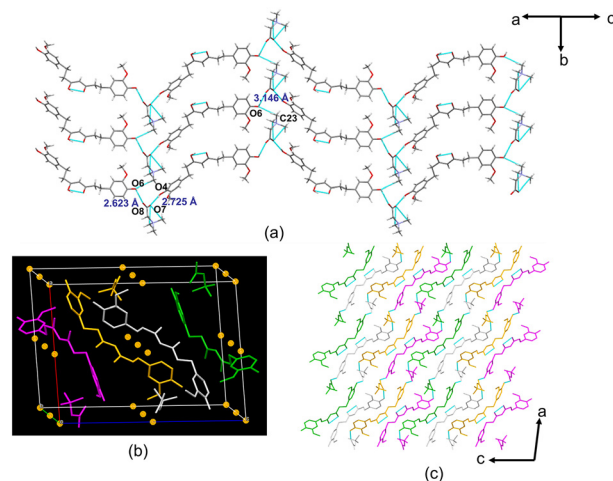 a c
b
3.146 Å
O6 C23
O6 O4
2.623 Å 2.725 Å
O8 O7
(a)
(b)
a
c
(c)